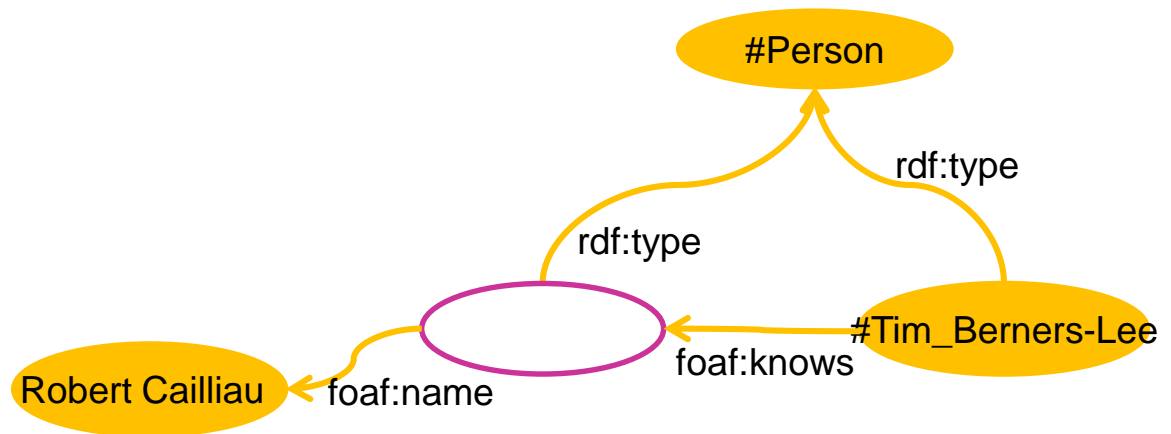 #Person
rdf:type
rdf:type
#Tim_Berners-Lee
foaf:knows
Robert Cailliau
foaf:name